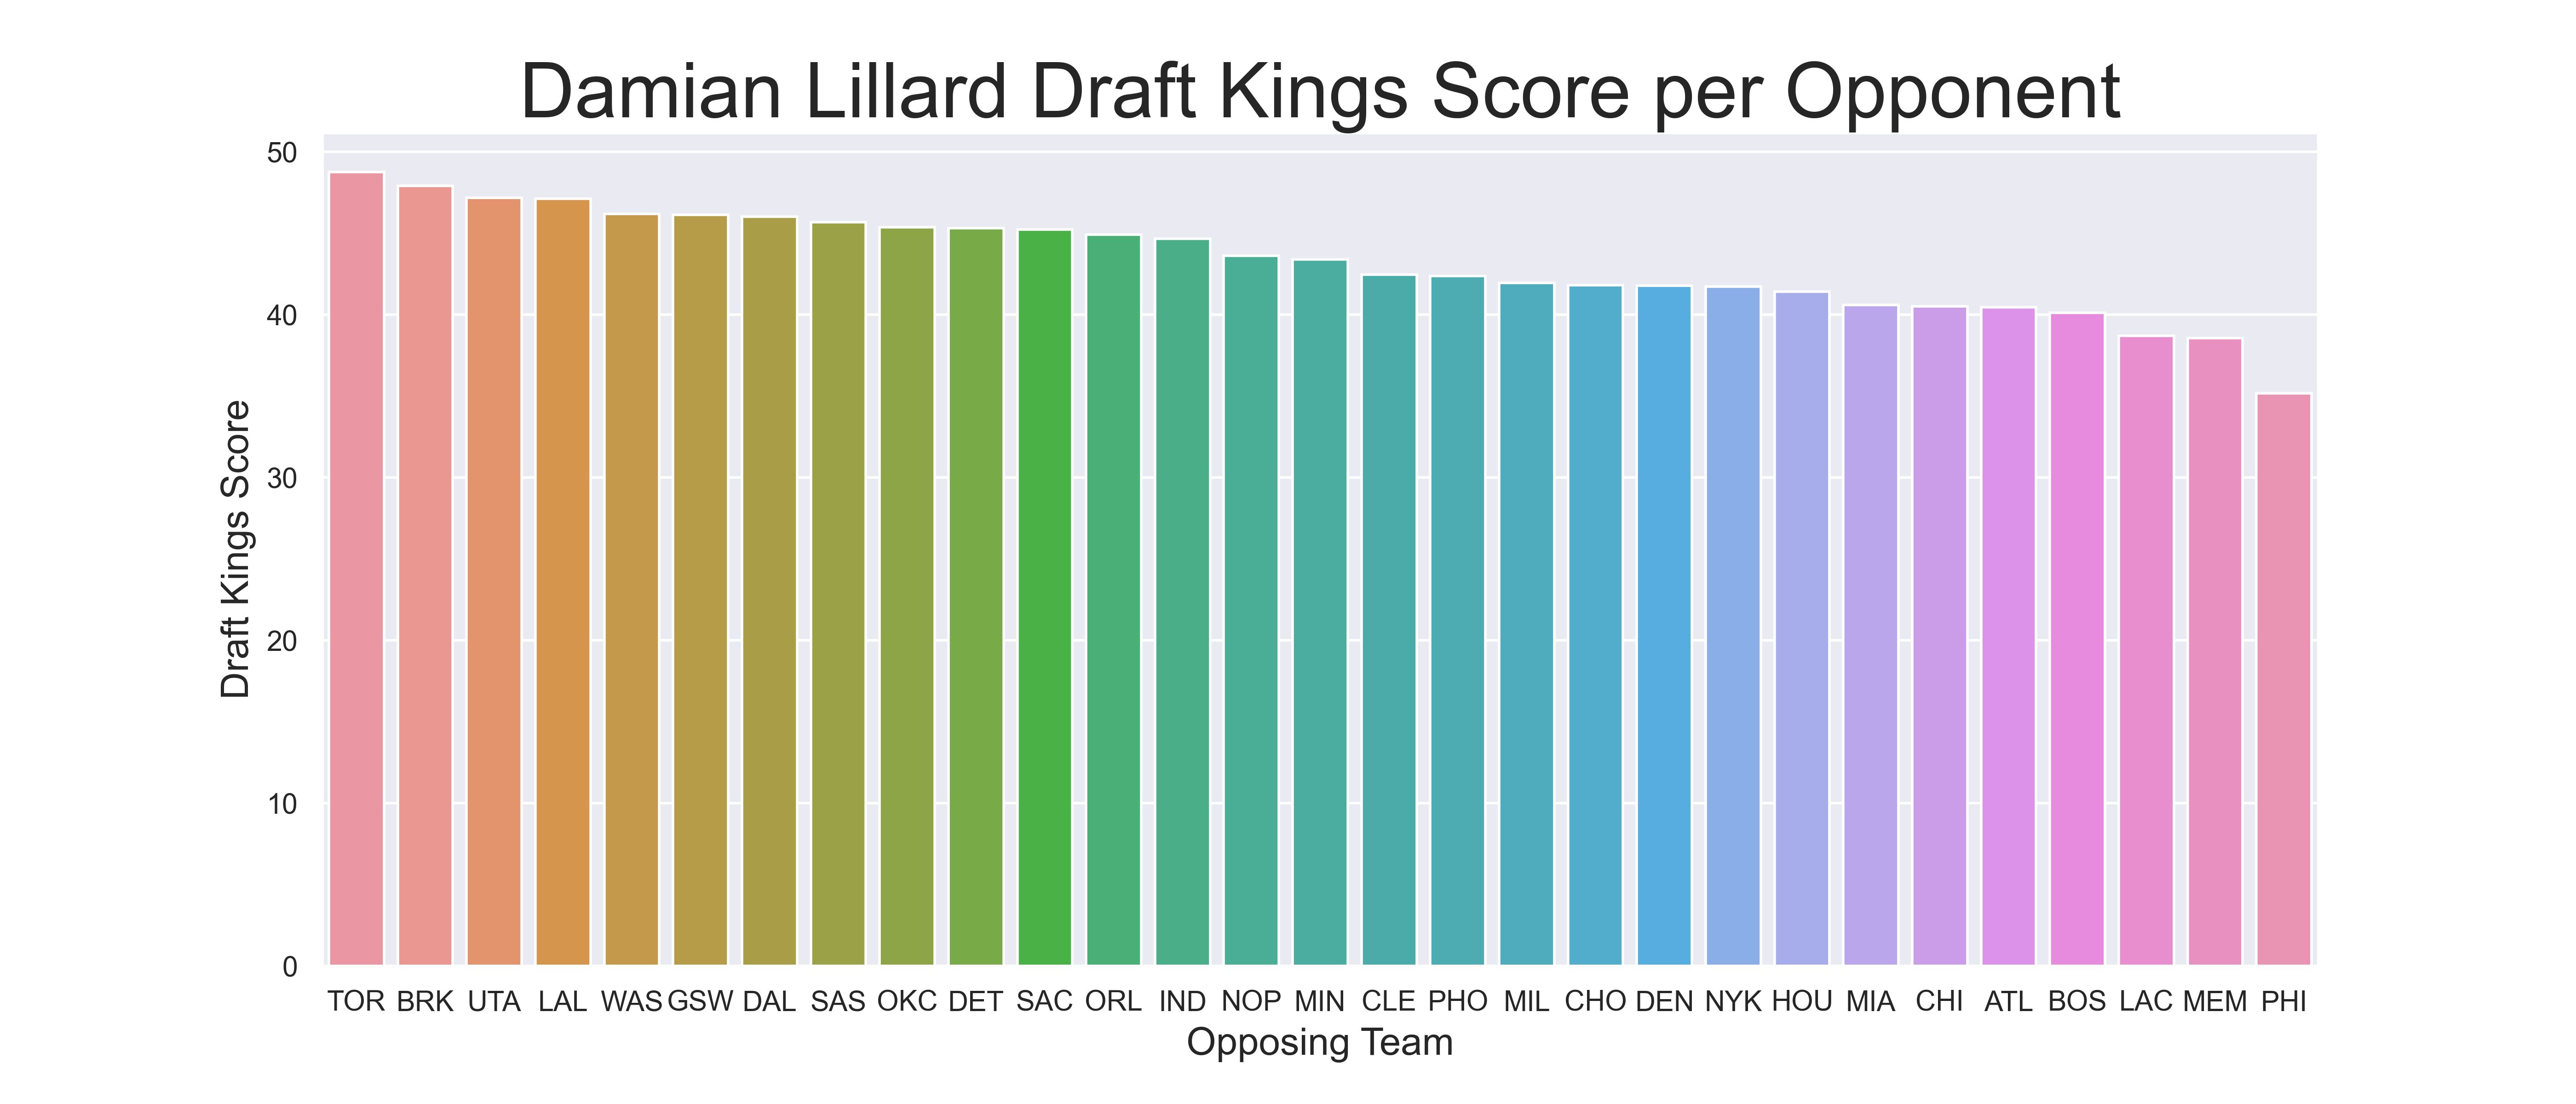 Damian Lillard Draft Kings Score per Opponent
50
40
30
20
10
0
Draft Kings Score
TOR BRK UTA LAL WAS GSW DAL SAS OKC DET SAC ORL IND NOP MIN CLE PHO MIL CHO DEN NYK HOU MIA CHI ATL BOS LAC MEM PHI
Opposing Team